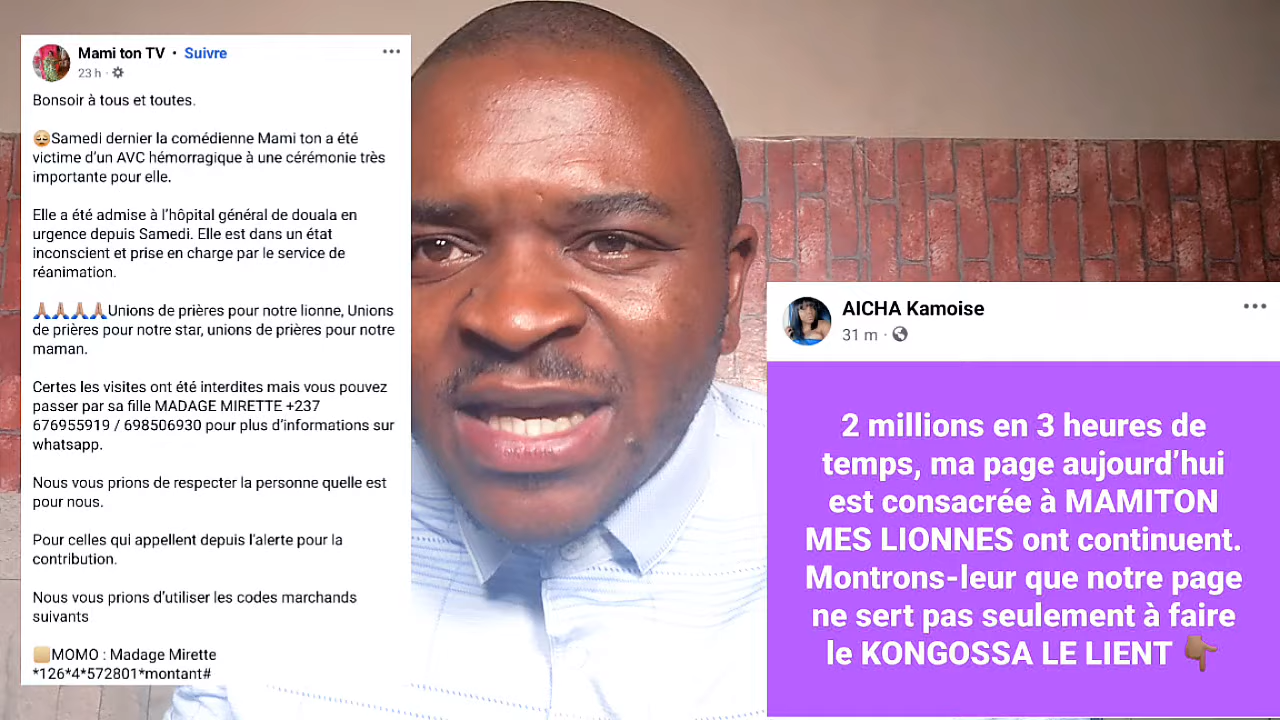 Mami ton TV • Suivre
23 h ·
Bonsoir à tous et toutes.
😔Samedi dernier la comédienne Mami ton a été
victime d'un AVC hémorragique à une cérémonie très
importante pour elle.
Elle a été admise à l'hôpital général de douala en
urgence depuis Samedi. Elle est dans un état
inconscient et prise en charge par le service de
réanimation.
🙏🏽🙏🏽🙏🏽🙏🏽Unions de prières pour notre lionne, Unions
de prières pour notre star, unions de prières pour notre
maman.
Certes les visites ont été interdites mais vous pouvez
passer par sa fille MADAGE MIRETTE +237
676955919 / 698506930 pour plus d'informations sur
whatsapp.
Nous vous prions de respecter la personne quelle est
pour nous.
Pour celles qui appellent depuis l'alerte pour la
contribution.
Nous vous prions d'utiliser les codes marchands
suivants
MOMO : Madage Mirette
*126*4*572801*montant#
AICHA Kamoise
31 m ·
2 millions en 3 heures de
temps, ma page aujourd'hui
est consacrée à MAMITON
MES LIONNES ont continue.
Montrons-leur que notre page
ne sert pas seulement à faire
le KONGOSSA LE LIENT 👇🏾